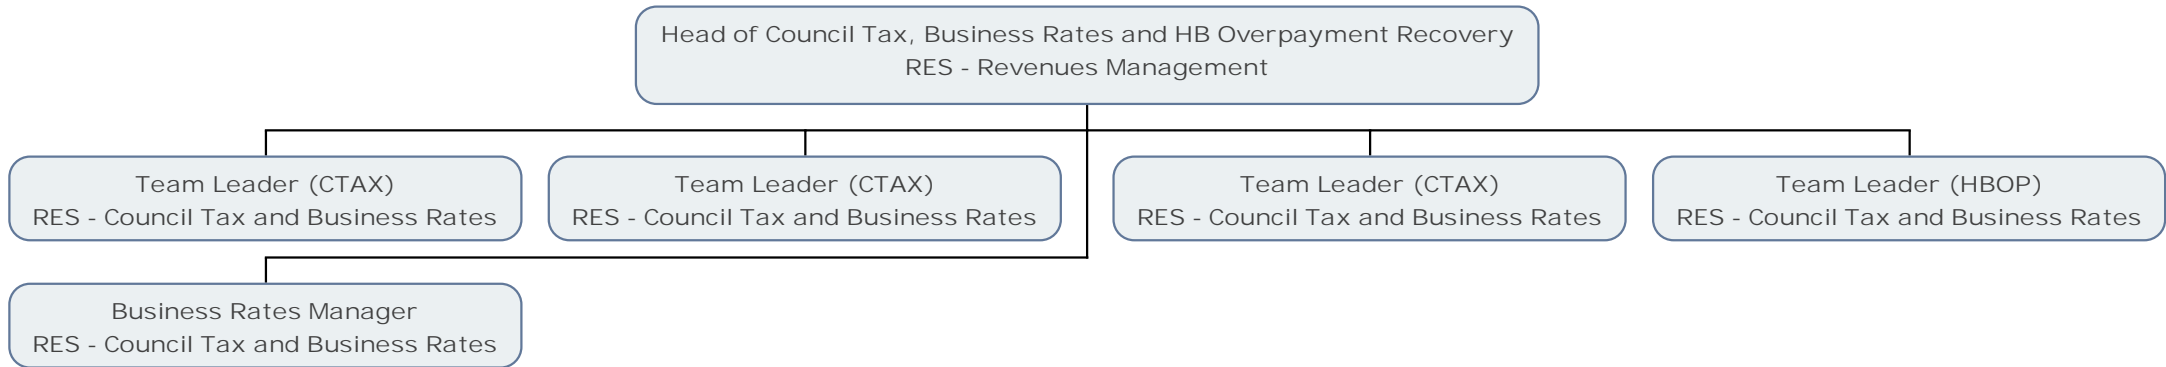 Head of Council Tax, Business Rates and HB Overpayment Recovery
RES - Revenues Management
Team Leader (CTAX)
RES - Council Tax and Business Rates
Team Leader (CTAX)
RES - Council Tax and Business Rates
Team Leader (CTAX)
RES - Council Tax and Business Rates
Team Leader (HBOP)
RES - Council Tax and Business Rates
Business Rates Manager
RES - Council Tax and Business Rates